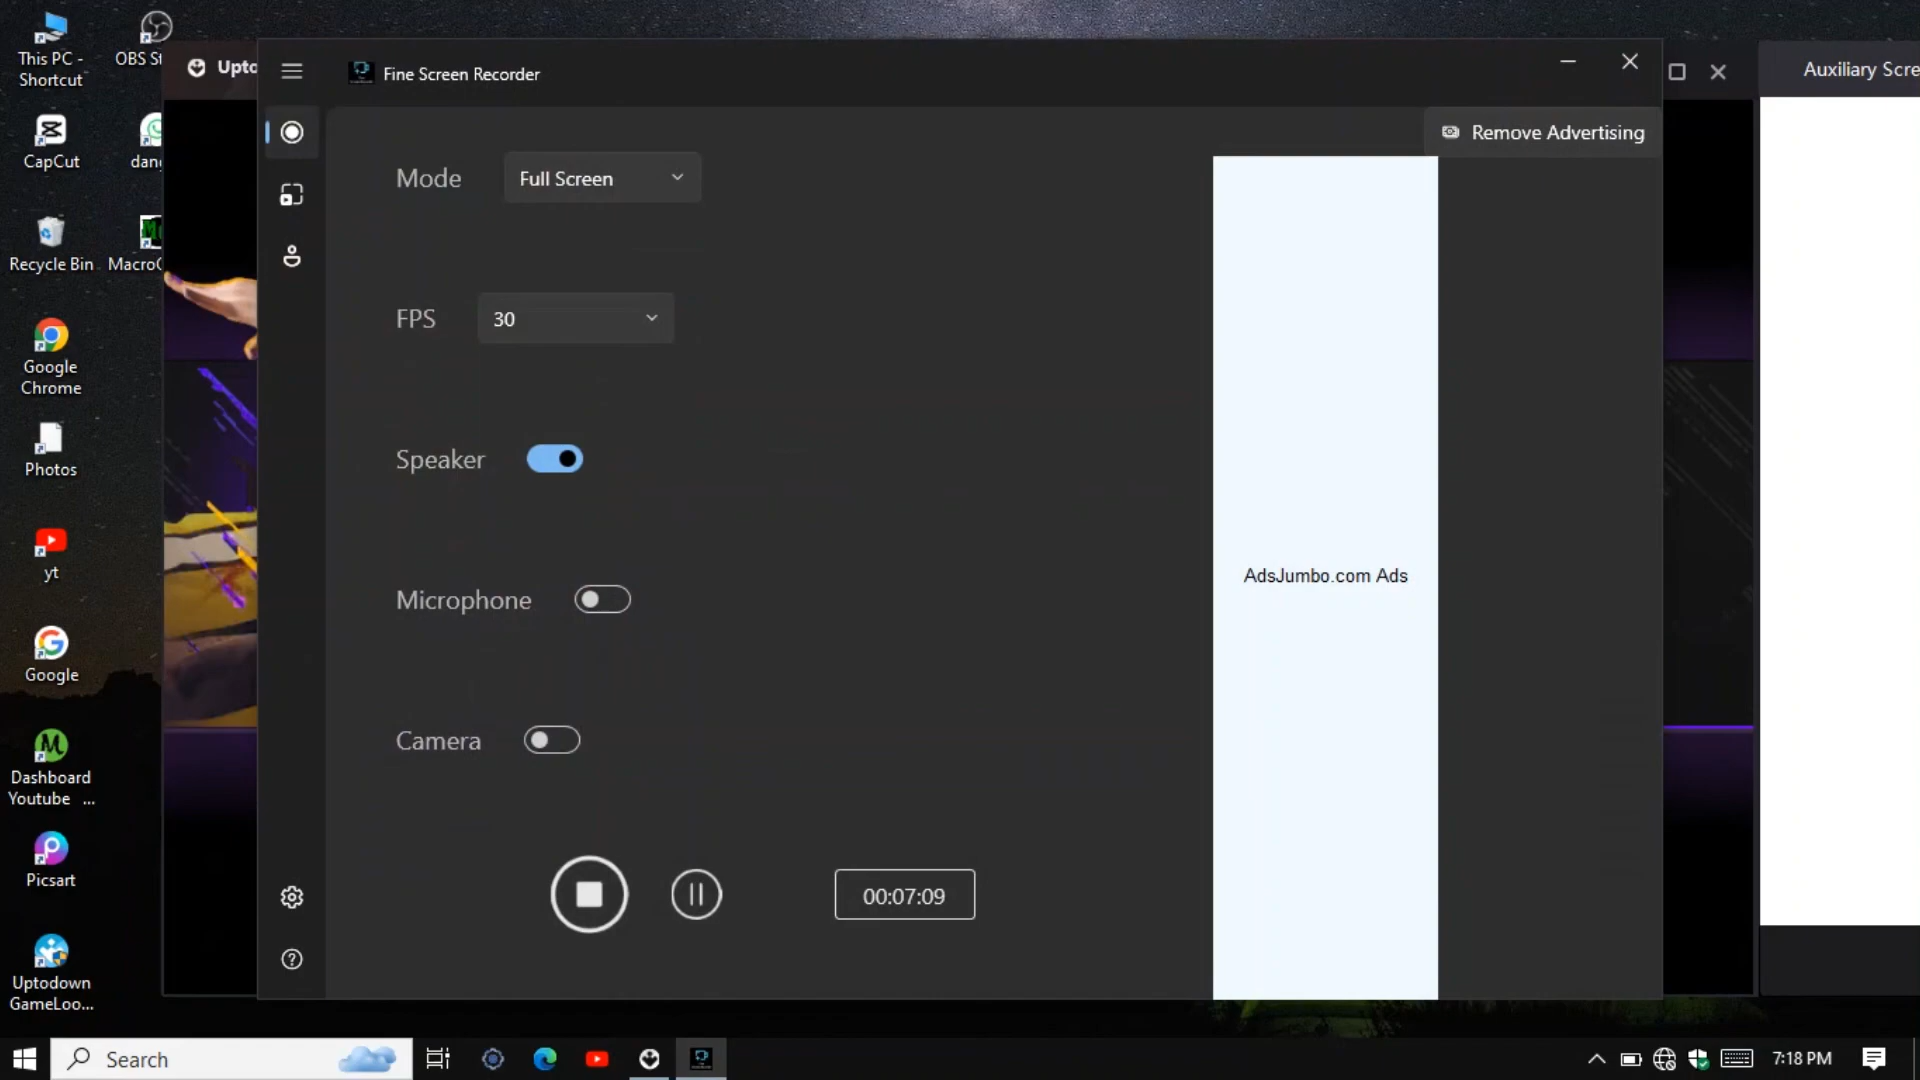 This PC -
Shortcut
OBS St
CapCut
dang
Recycle Bin
MacroC
Google
Chrome
Photos
yt
Google
Dashboard
Youtube ...
Picsart
Uptodown
GameLoo...
Upto
Fine Screen Recorder
Remove Advertising
Mode
Full Screen
FPS
30
Speaker
Microphone
Camera
00:07:09
AdsJumbo.com Ads
Auxiliary Scre
Search
7:18 PM